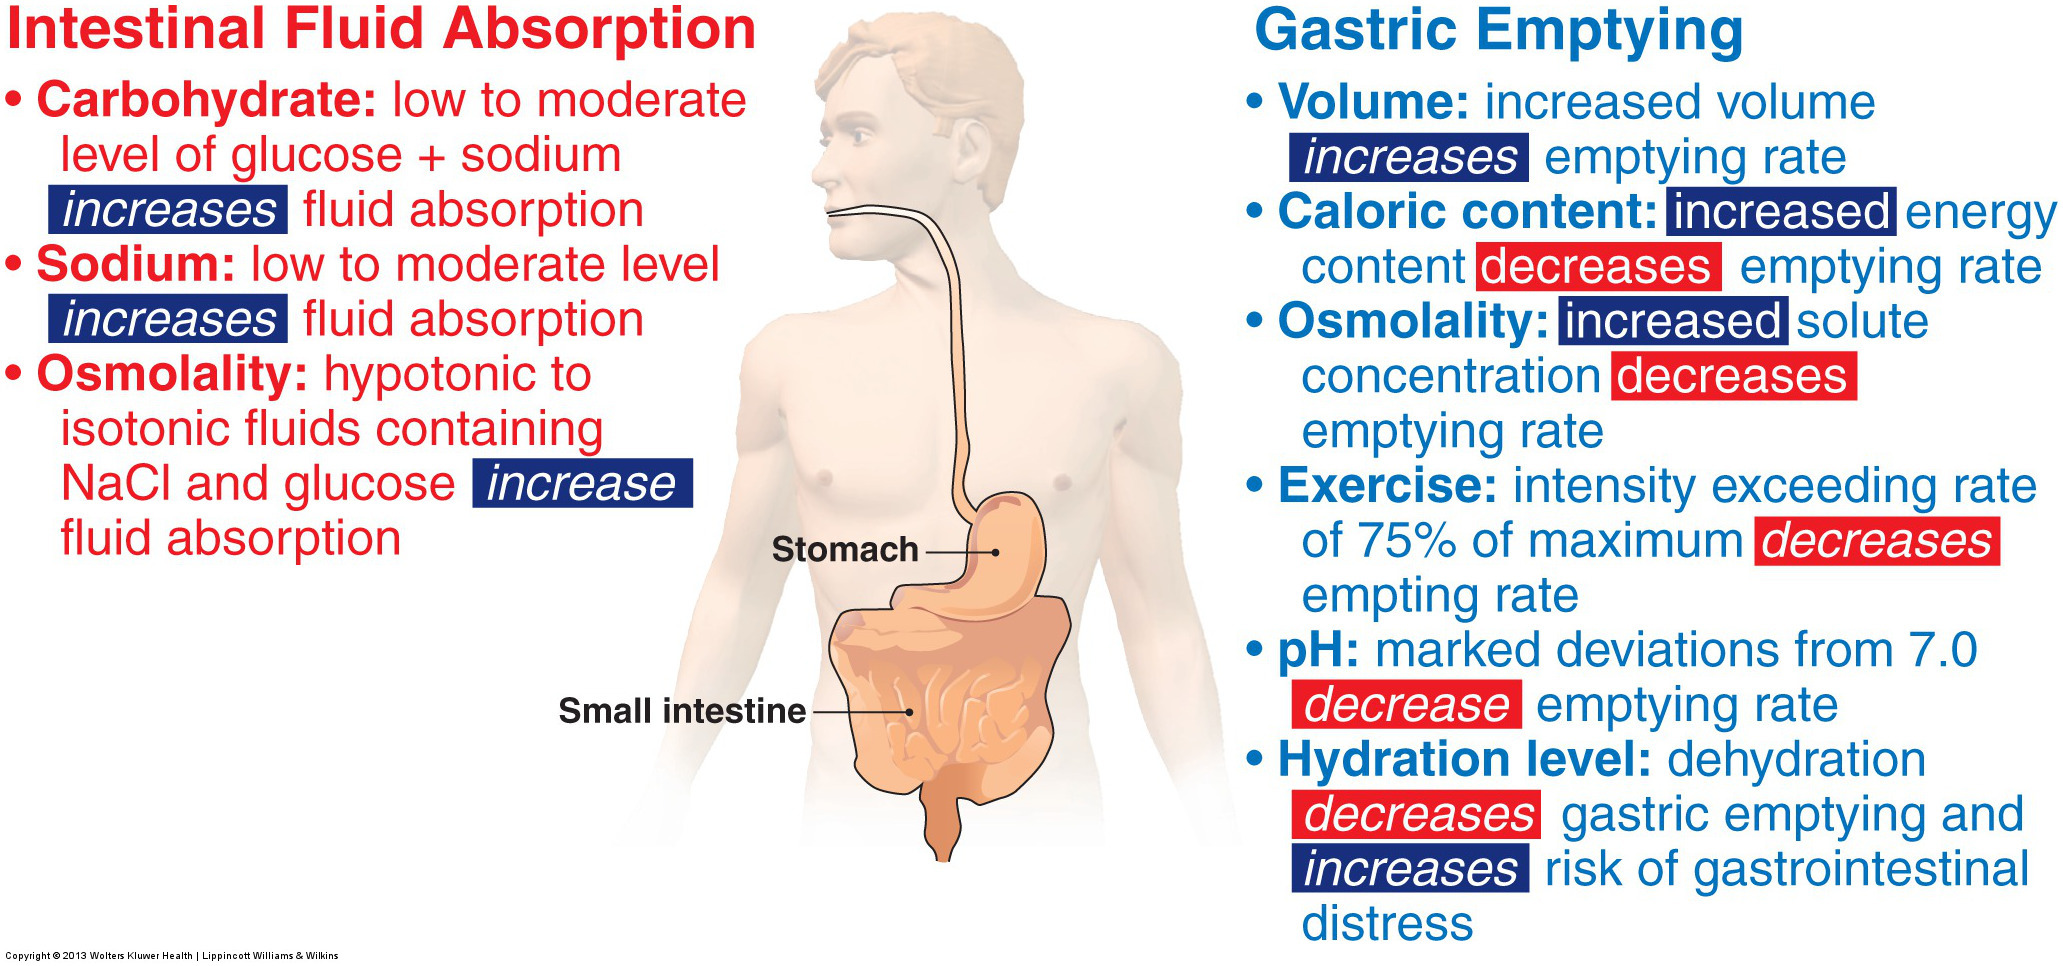 Intestinal Fluid Absorption
• Carbohydrate: low to moderate
level of glucose + sodium
increases fluid absorption
• Sodium: low to moderate level
increases fluid absorption
• Osmolality: hypotonic to
isotonic fluids containing
NaCl and glucose increase
fluid absorption
Stomach
Small intestine
Gastric Emptying
• Volume: increased volume
increases emptying rate
• Caloric content: increased energy
content decreases emptying rate
• Osmolality: increased solute
concentration decreases
emptying rate
• Exercise: intensity exceeding rate
of 75% of maximum decreases
empting rate
• pH: marked deviations from 7.0
decrease emptying rate
• Hydration level: dehydration
decreases gastric emptying and
increases risk of gastrointestinal
distress
Copyright © 2013 Wolters Kluwer Health | Lippincott Williams & Wilkins